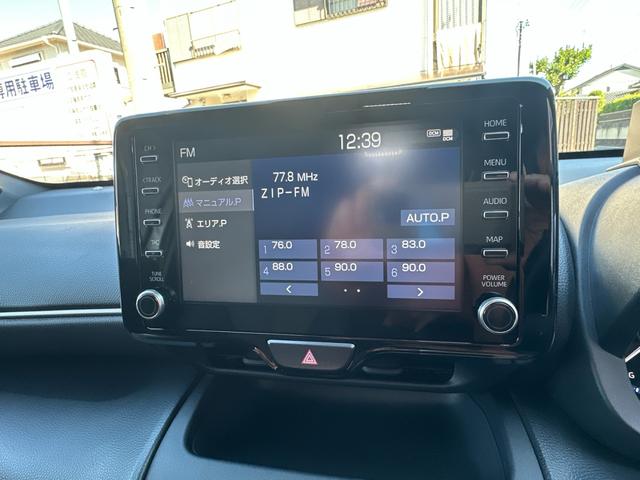 専用駐車場
FM
12:39
DCM
オーディオ選択
マニュアル.P
エリア.P
音設定
77.8 MHz
ZIP-FM
AUTO.P
1 76.0
2 78.0
3 83.0
4 88.0
5 90.0
6 90.0
<
>
TRACK
PHONE
TUNE
SCROLL
HOME
MENU
AUDIO
MAP
POWER
VOLUME